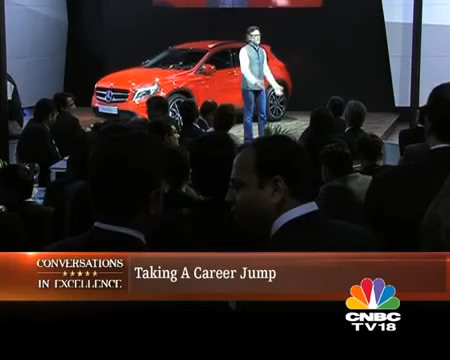 CONVERSATIONS
IN EXCELLENCE
Taking A Career Jump
CNBC
TV18